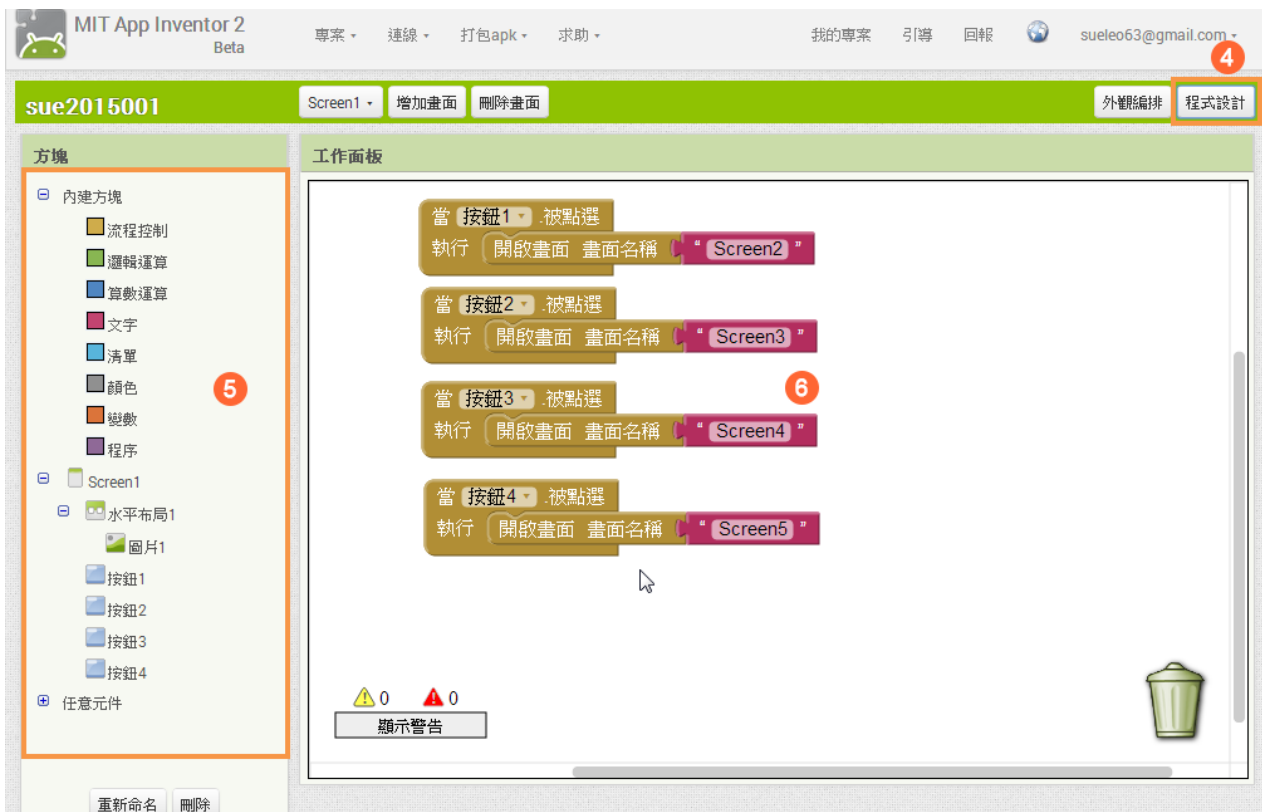 MIT App Inventor 2
Beta
專案 連線 打包apk 求助 我的專案 引導 回報 sueleo63@gmail.com
4
sue2015001 Screen1 增加畫面 刪除畫面 外觀編排 程式設計
方塊
內建方塊
流程控制
邏輯運算
算數運算
文字
清單
顏色
變數
程序
5
Screen1
水平布局1
圖片1
按鈕1
按鈕2
按鈕3
按鈕4
任意元件
重新命名 刪除
工作面板
當 按鈕1 .被點選
執行 開啟畫面 畫面名稱 “ Screen2 ”
當 按鈕2 .被點選
執行 開啟畫面 畫面名稱 “ Screen3 ”
6
當 按鈕3 .被點選
執行 開啟畫面 畫面名稱 “ Screen4 ”
當 按鈕4 .被點選
執行 開啟畫面 畫面名稱 “ Screen5 ”
0 0
顯示警告